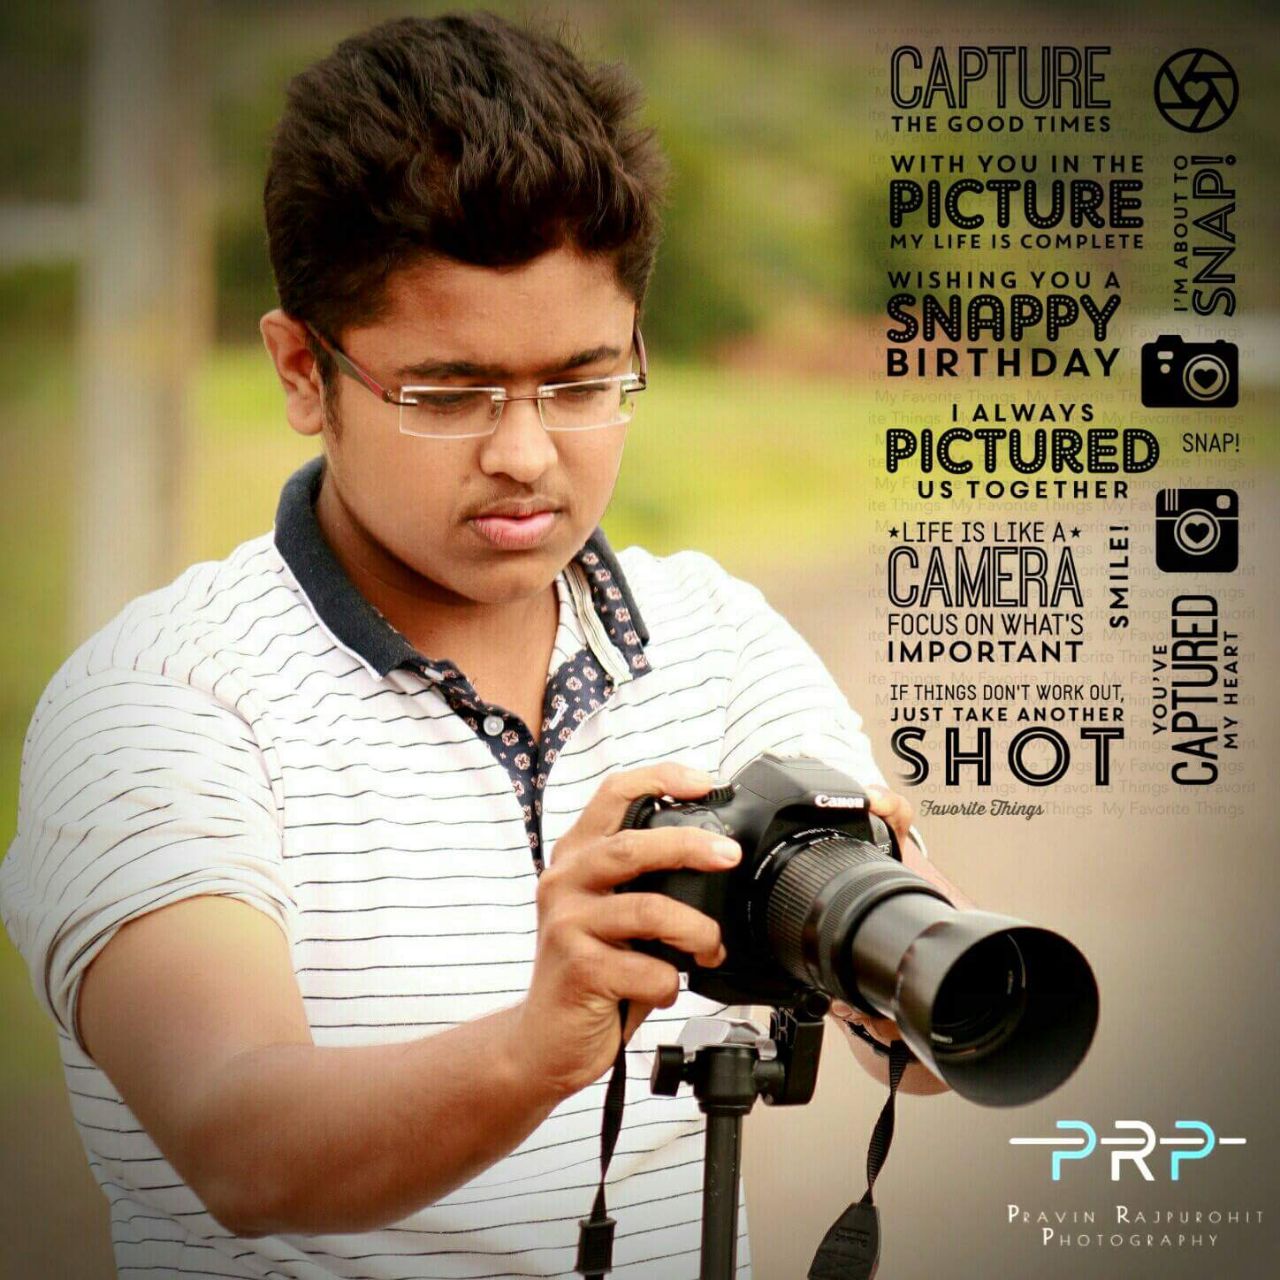 CAPTURE
THE GOOD TIMES
WITH YOU IN THE
PICTURE
MY LIFE IS COMPLETE
I'M ABOUT TO
SNAP!
WISHING YOU A
SNAPPY
BIRTHDAY
I ALWAYS
PICTURED
US TOGETHER
SNAP!
LIFE IS LIKE A
CAMERA
FOCUS ON WHAT'S
IMPORTANT
SMILE!
IF THINGS DON'T WORK OUT,
JUST TAKE ANOTHER
SHOT
YOU'VE
CAPTURED
MY HEART
Favorite Things
Canon
PRP
PRAVIN RAJPUROHIT
PHOTOGRAPHY